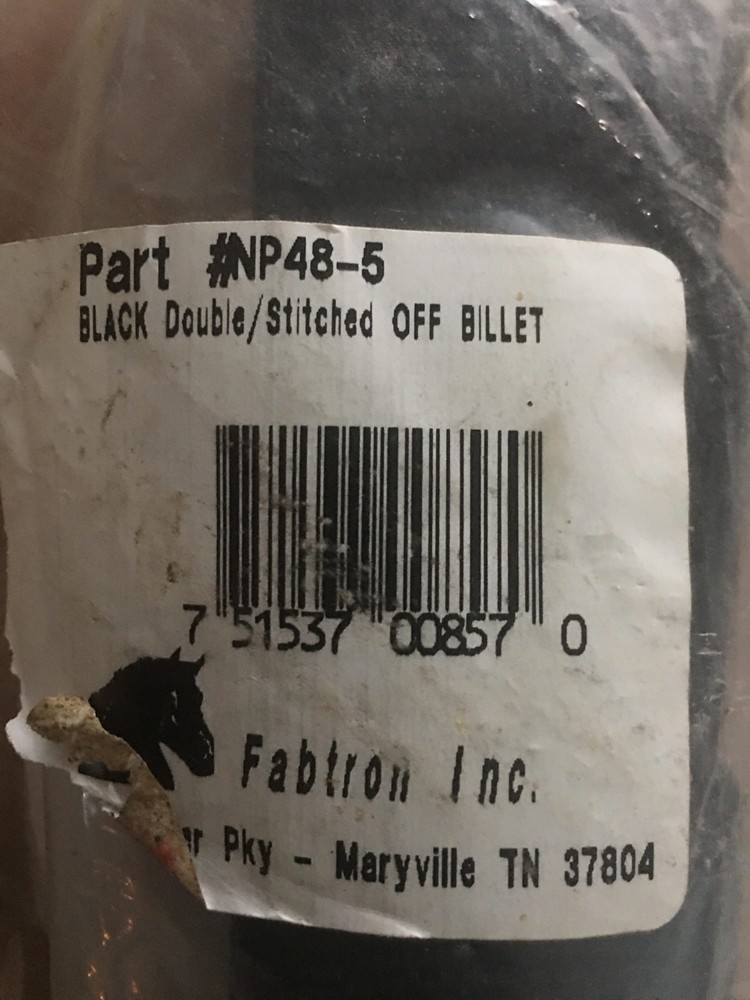 Part #NP48-5
BLACK Double/Stitched OFF BILLET
7 51537 00857 0
Fabtron Inc.
Pky - Maryville TN 37804